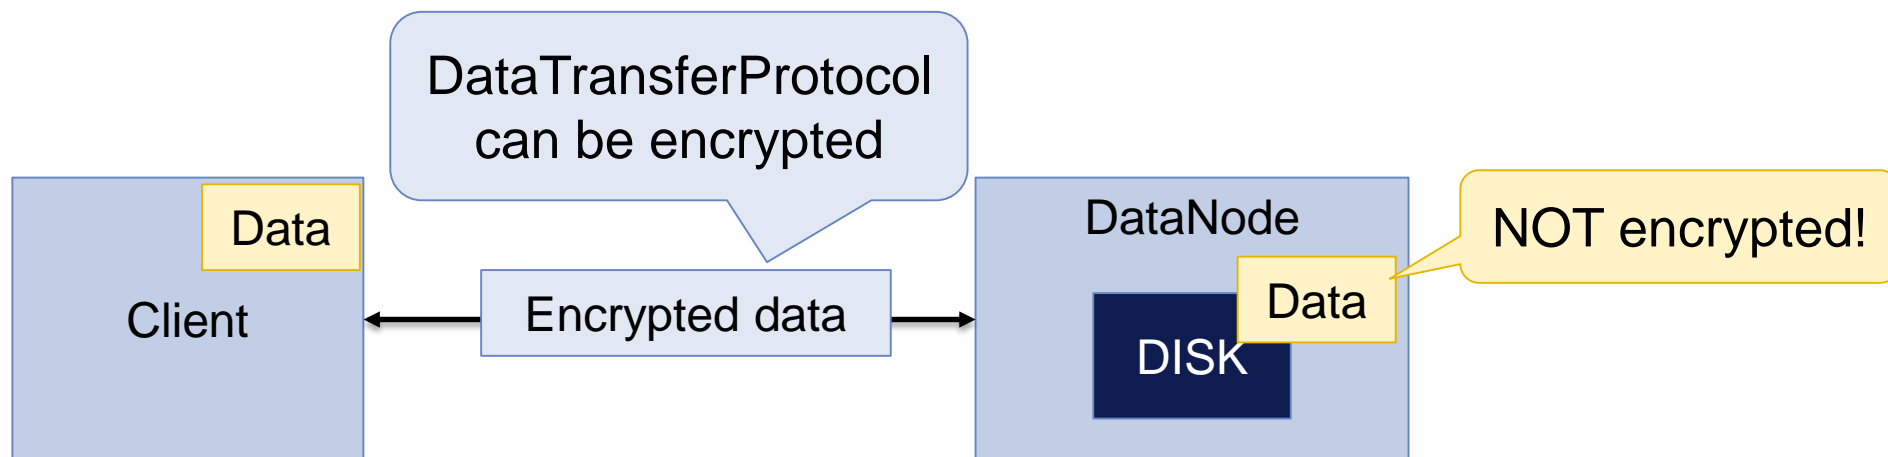 DataTransferProtocol
can be encrypted
Data
Client
Encrypted data
DataNode
Data
DISK
NOT encrypted!